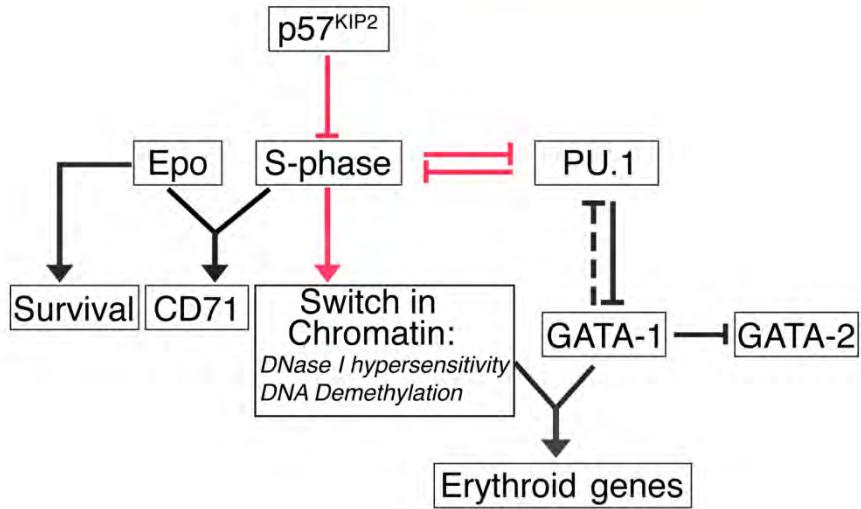 p57KIP2
Epo
S-phase
PU.1
Survival
CD71
Switch in
Chromatin:
DNase I hypersensitivity
DNA Demethylation
GATA-1
GATA-2
Erythroid genes